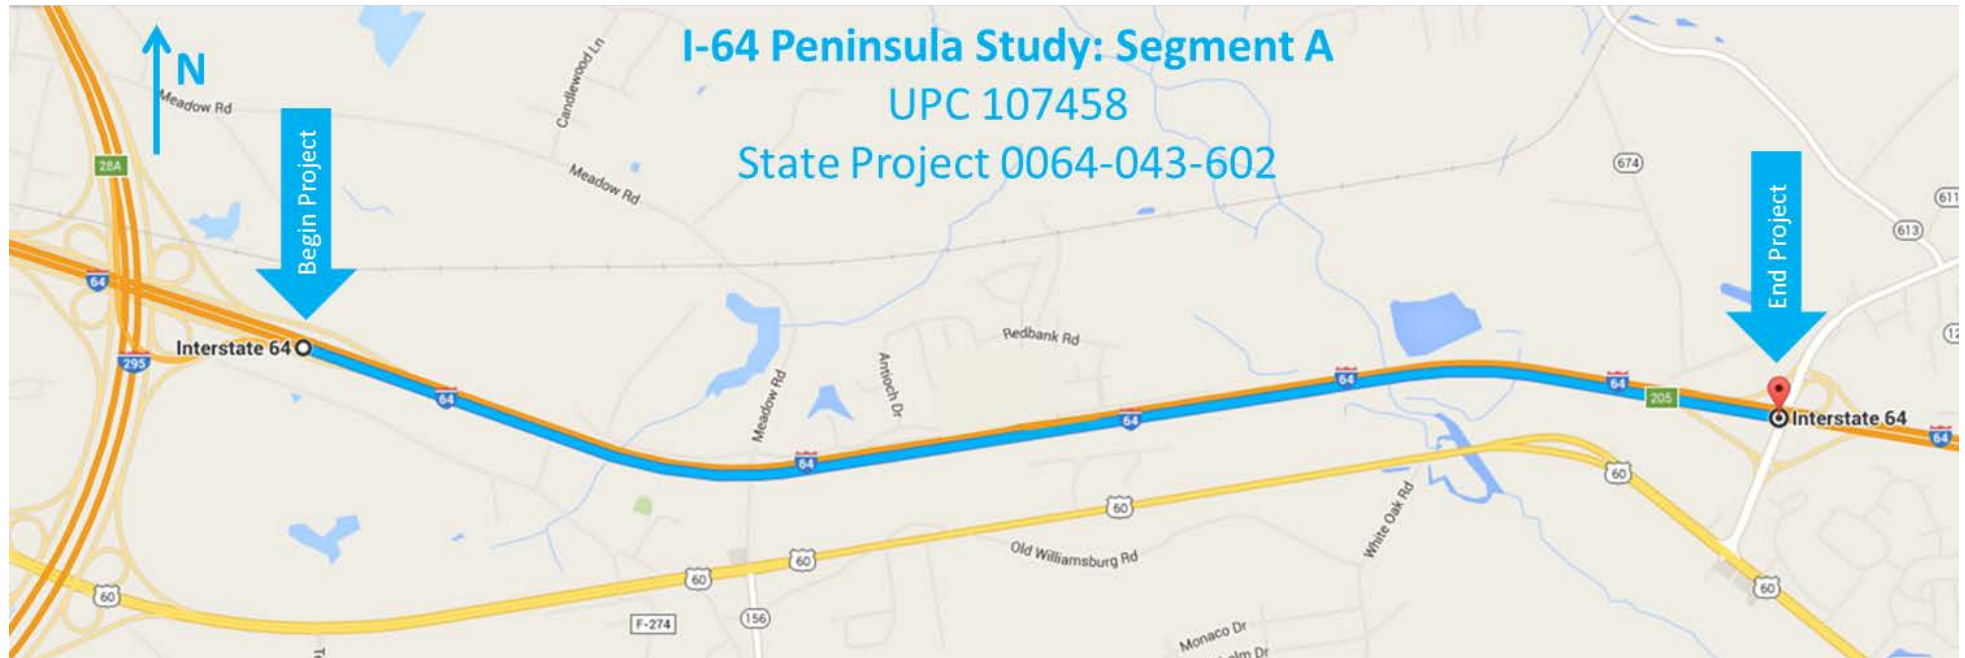 I-64 Peninsula Study: Segment A
UPC 107458
State Project 0064-043-602
N
Meadow Rd
Candlewood Ln
Meadow Rd
28A
Begin Project
End Project
674
611
613
64
Interstate 64
295
64
Redbank Rd
Antioch Dr
Meadow Rd
64
64
64
64
205
Interstate 64
64
60
60
White Oak Rd
Old Williamsburg Rd
60
60
60
60
F-274
156
Monaco Dr